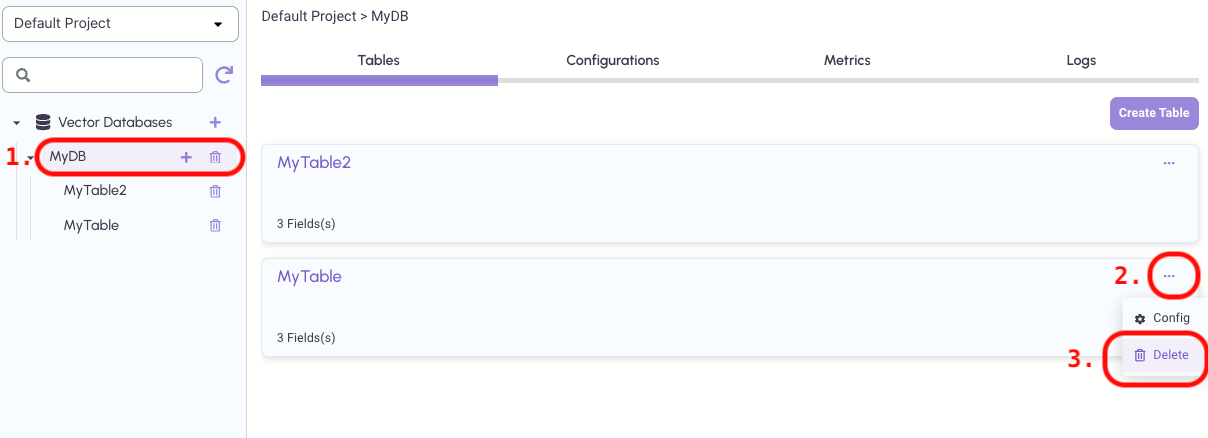 Default Project
Default Project > MyDB
Tables
Configurations
Metrics
Logs
Create Table
Vector Databases +
1. MyDB +
MyTable2
MyTable
MyTable2 ...
3 Fields(s)
MyTable
2. ...
3 Fields(s)
Config
3. Delete